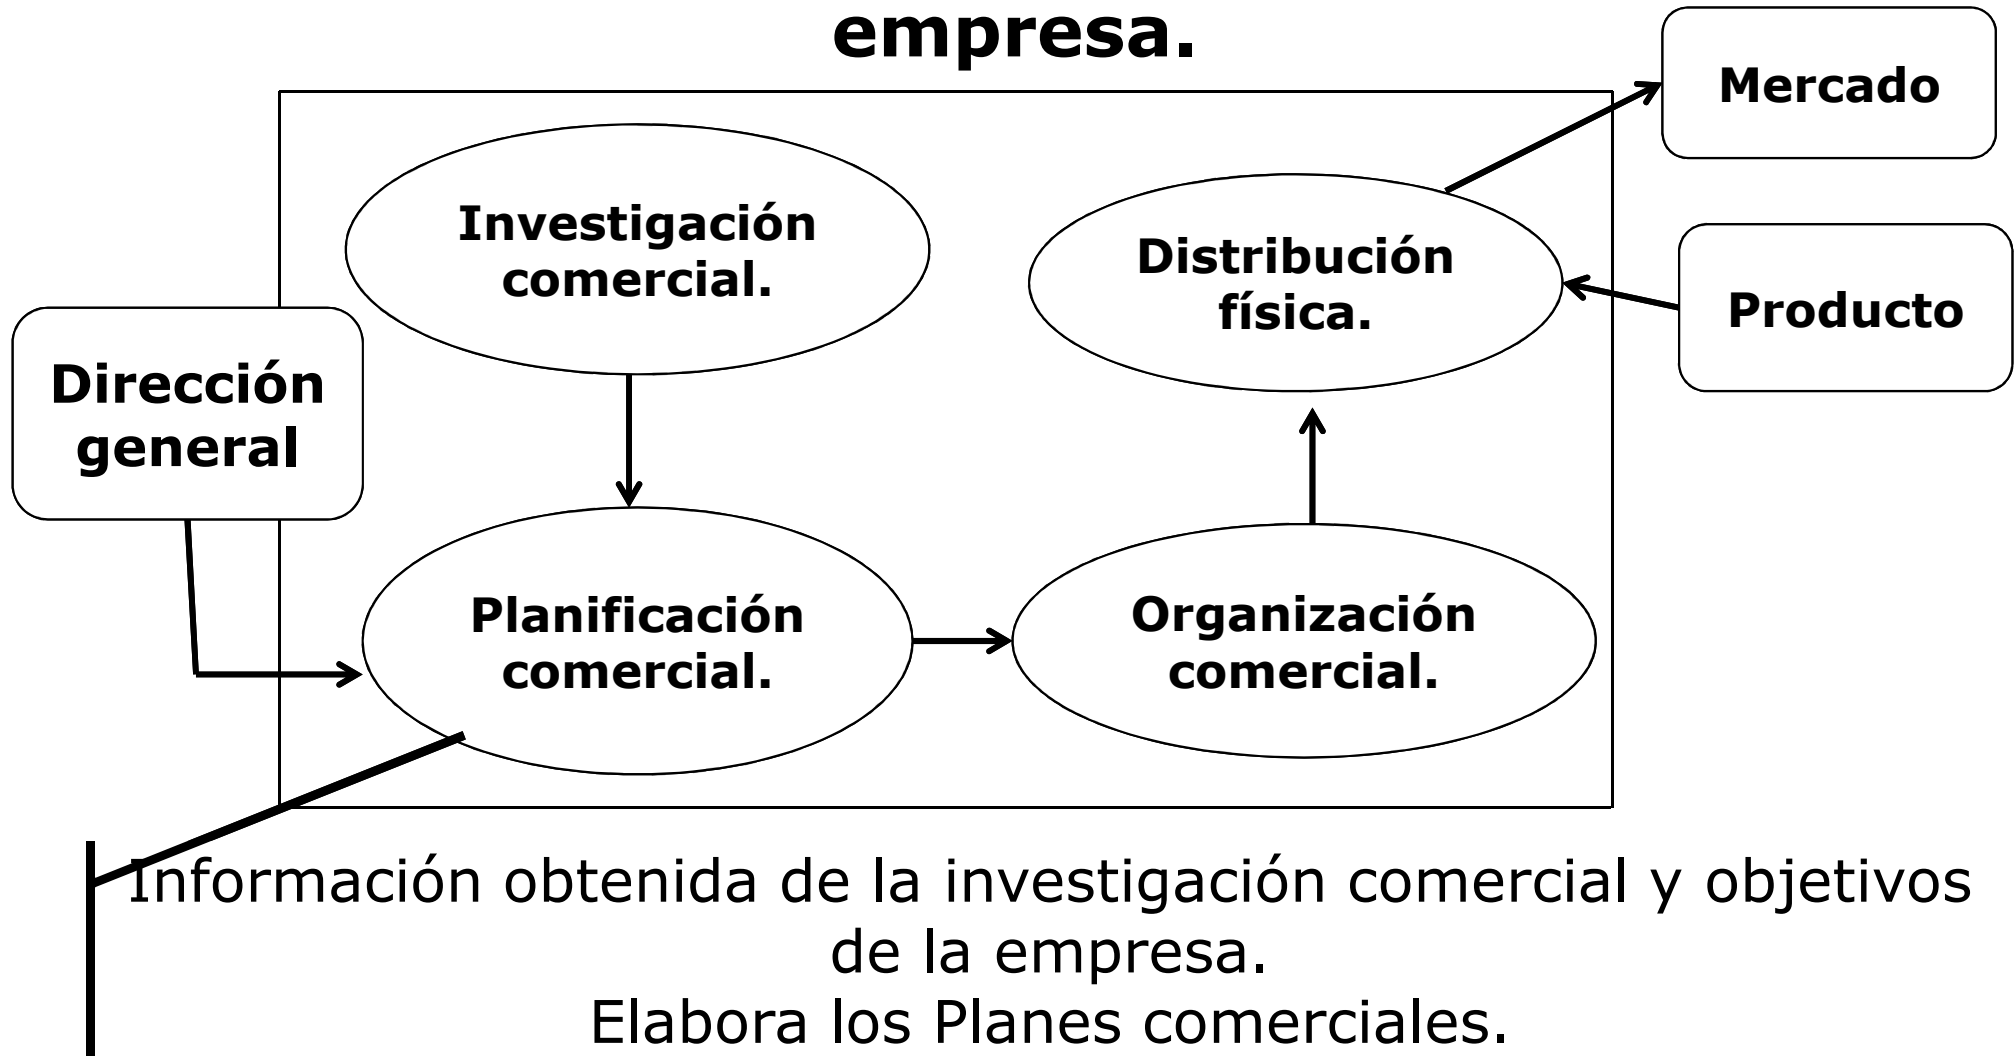 empresa.
Mercado
Investigación
comercial.
Distribución
física.
Producto
Dirección
general
Planificación
comercial.
Organización
comercial.
Información obtenida de la investigación comercial y objetivos
de la empresa.
Elabora los Planes comerciales.